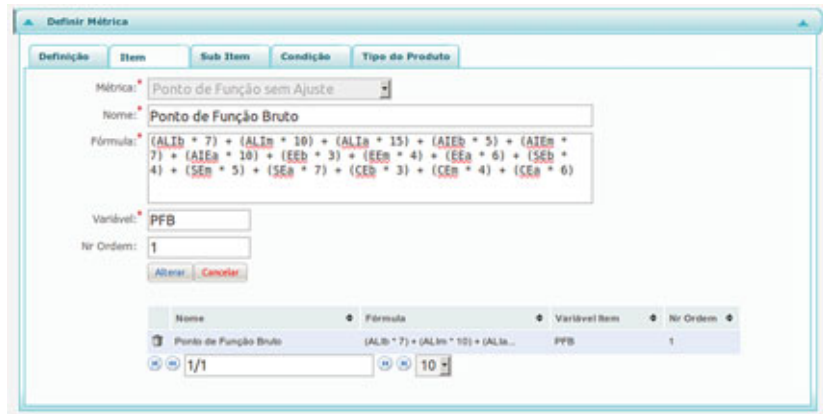 Definir Métrica
Definição Item Sub Item Condição Tipo do Produto
Métrica:* Ponto de Função sem Ajuste
Nome:* Ponto de Função Bruto
Fórmula:* (ALIb * 7) + (ALIm * 10) + (ALIa * 15) + (AIEb * 5) + (AIEm *
7) + (AIEa * 10) + (EEb * 3) + (EEm * 4) + (EEa * 6) + (SEb *
4) + (SEm * 5) + (SEa * 7) + (CEb * 3) + (CEm * 4) + (CEa * 6)
Variável:* PFB
Nr Ordem: 1
Alterar Cancelar
Nome Fórmula Variável Item Nr Ordem
Ponto de Função Bruto (ALIb * 7) + (ALIm * 10) + (ALIa... PFB 1
1/1 10